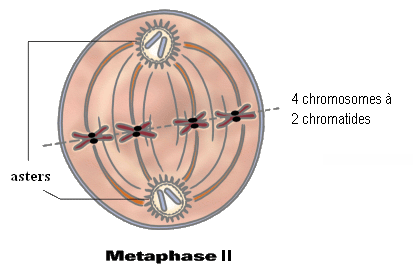 4 chromosomes à
2 chromatides
asters
Metaphase II